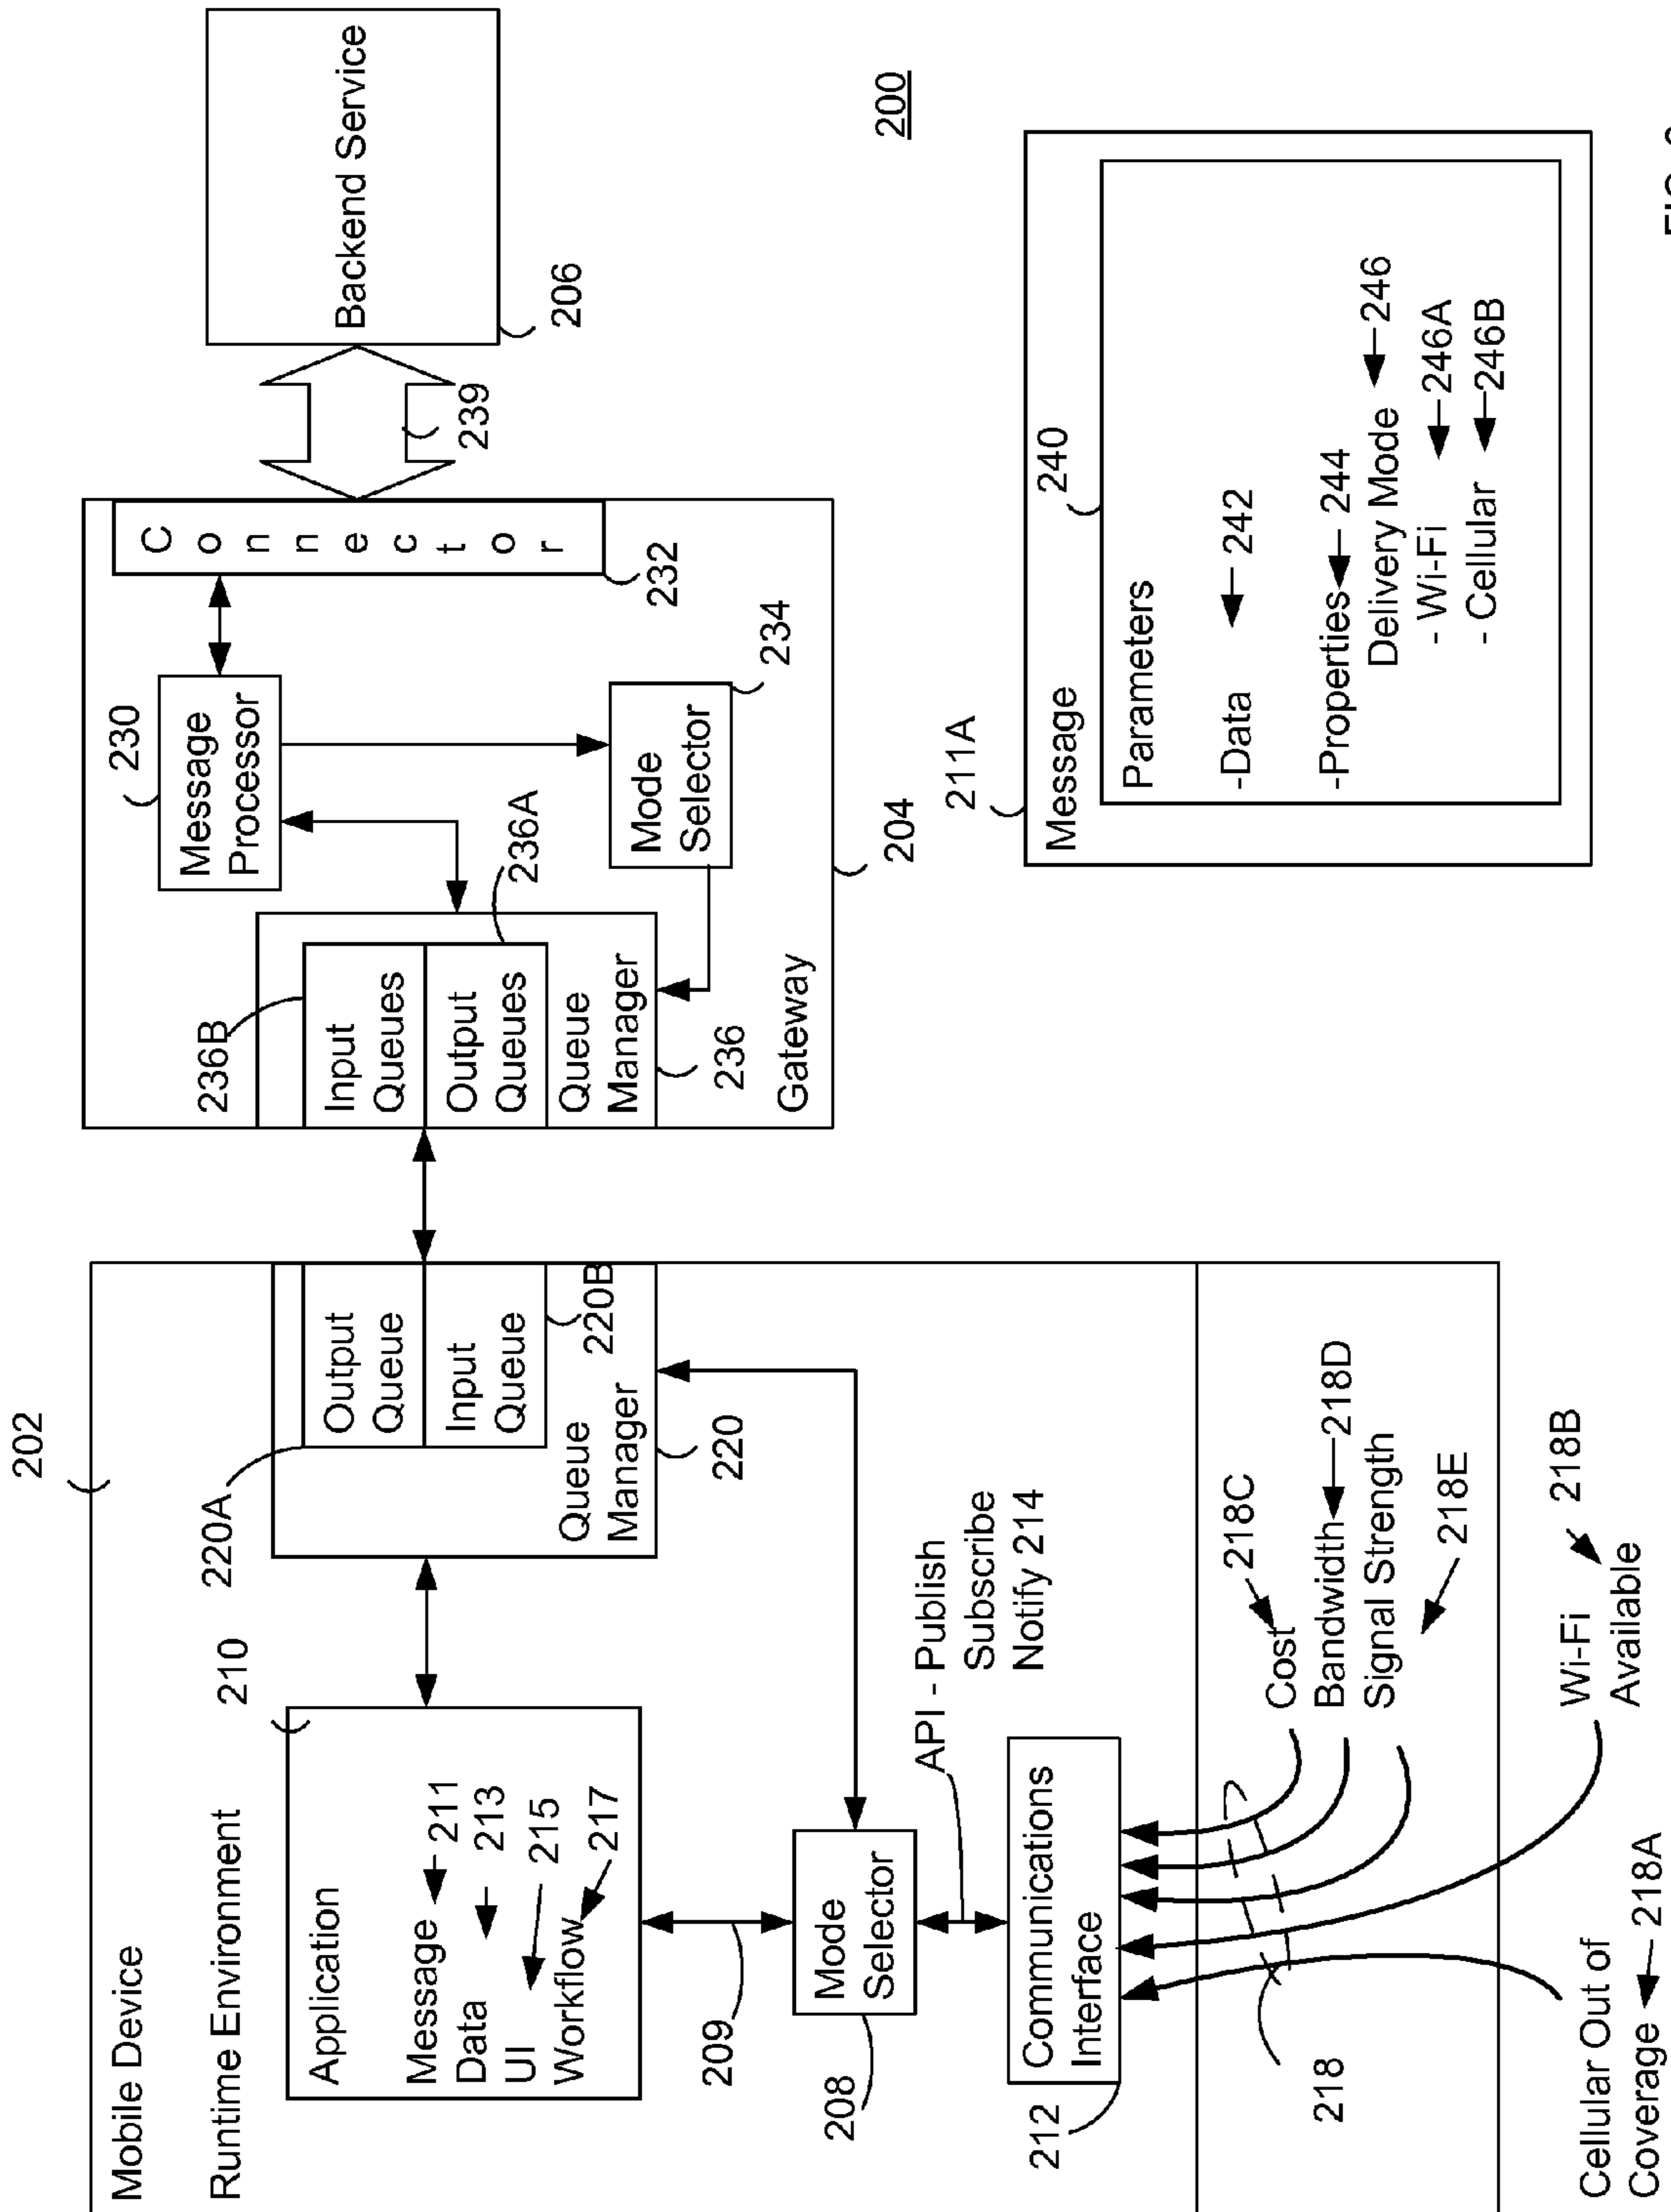 202
Mobile Device
Runtime Environment
210
Application
Message 211
Data 213
UI 215
Workflow 217
220A
Output
Queue
Input
Queue
220B
Queue
Manager
220
209
Mode
Selector
208
API - Publish
Subscribe
Notify 214
Communications
Interface
212
218
Cost 218C
Bandwidth 218D
Signal Strength
218E
Wi-Fi
Available
218B
Cellular Out of
Coverage 218A
236B
Input
Queues
Output
Queues
236A
Queue
Manager
236
Gateway
204
230
Message
Processor
Mode
Selector
234
Connector
232
239
Backend Service
206
200
211A
Message
240
Parameters
-Data 242
-Properties 244
Delivery Mode 246
- Wi-Fi 246A
- Cellular 246B